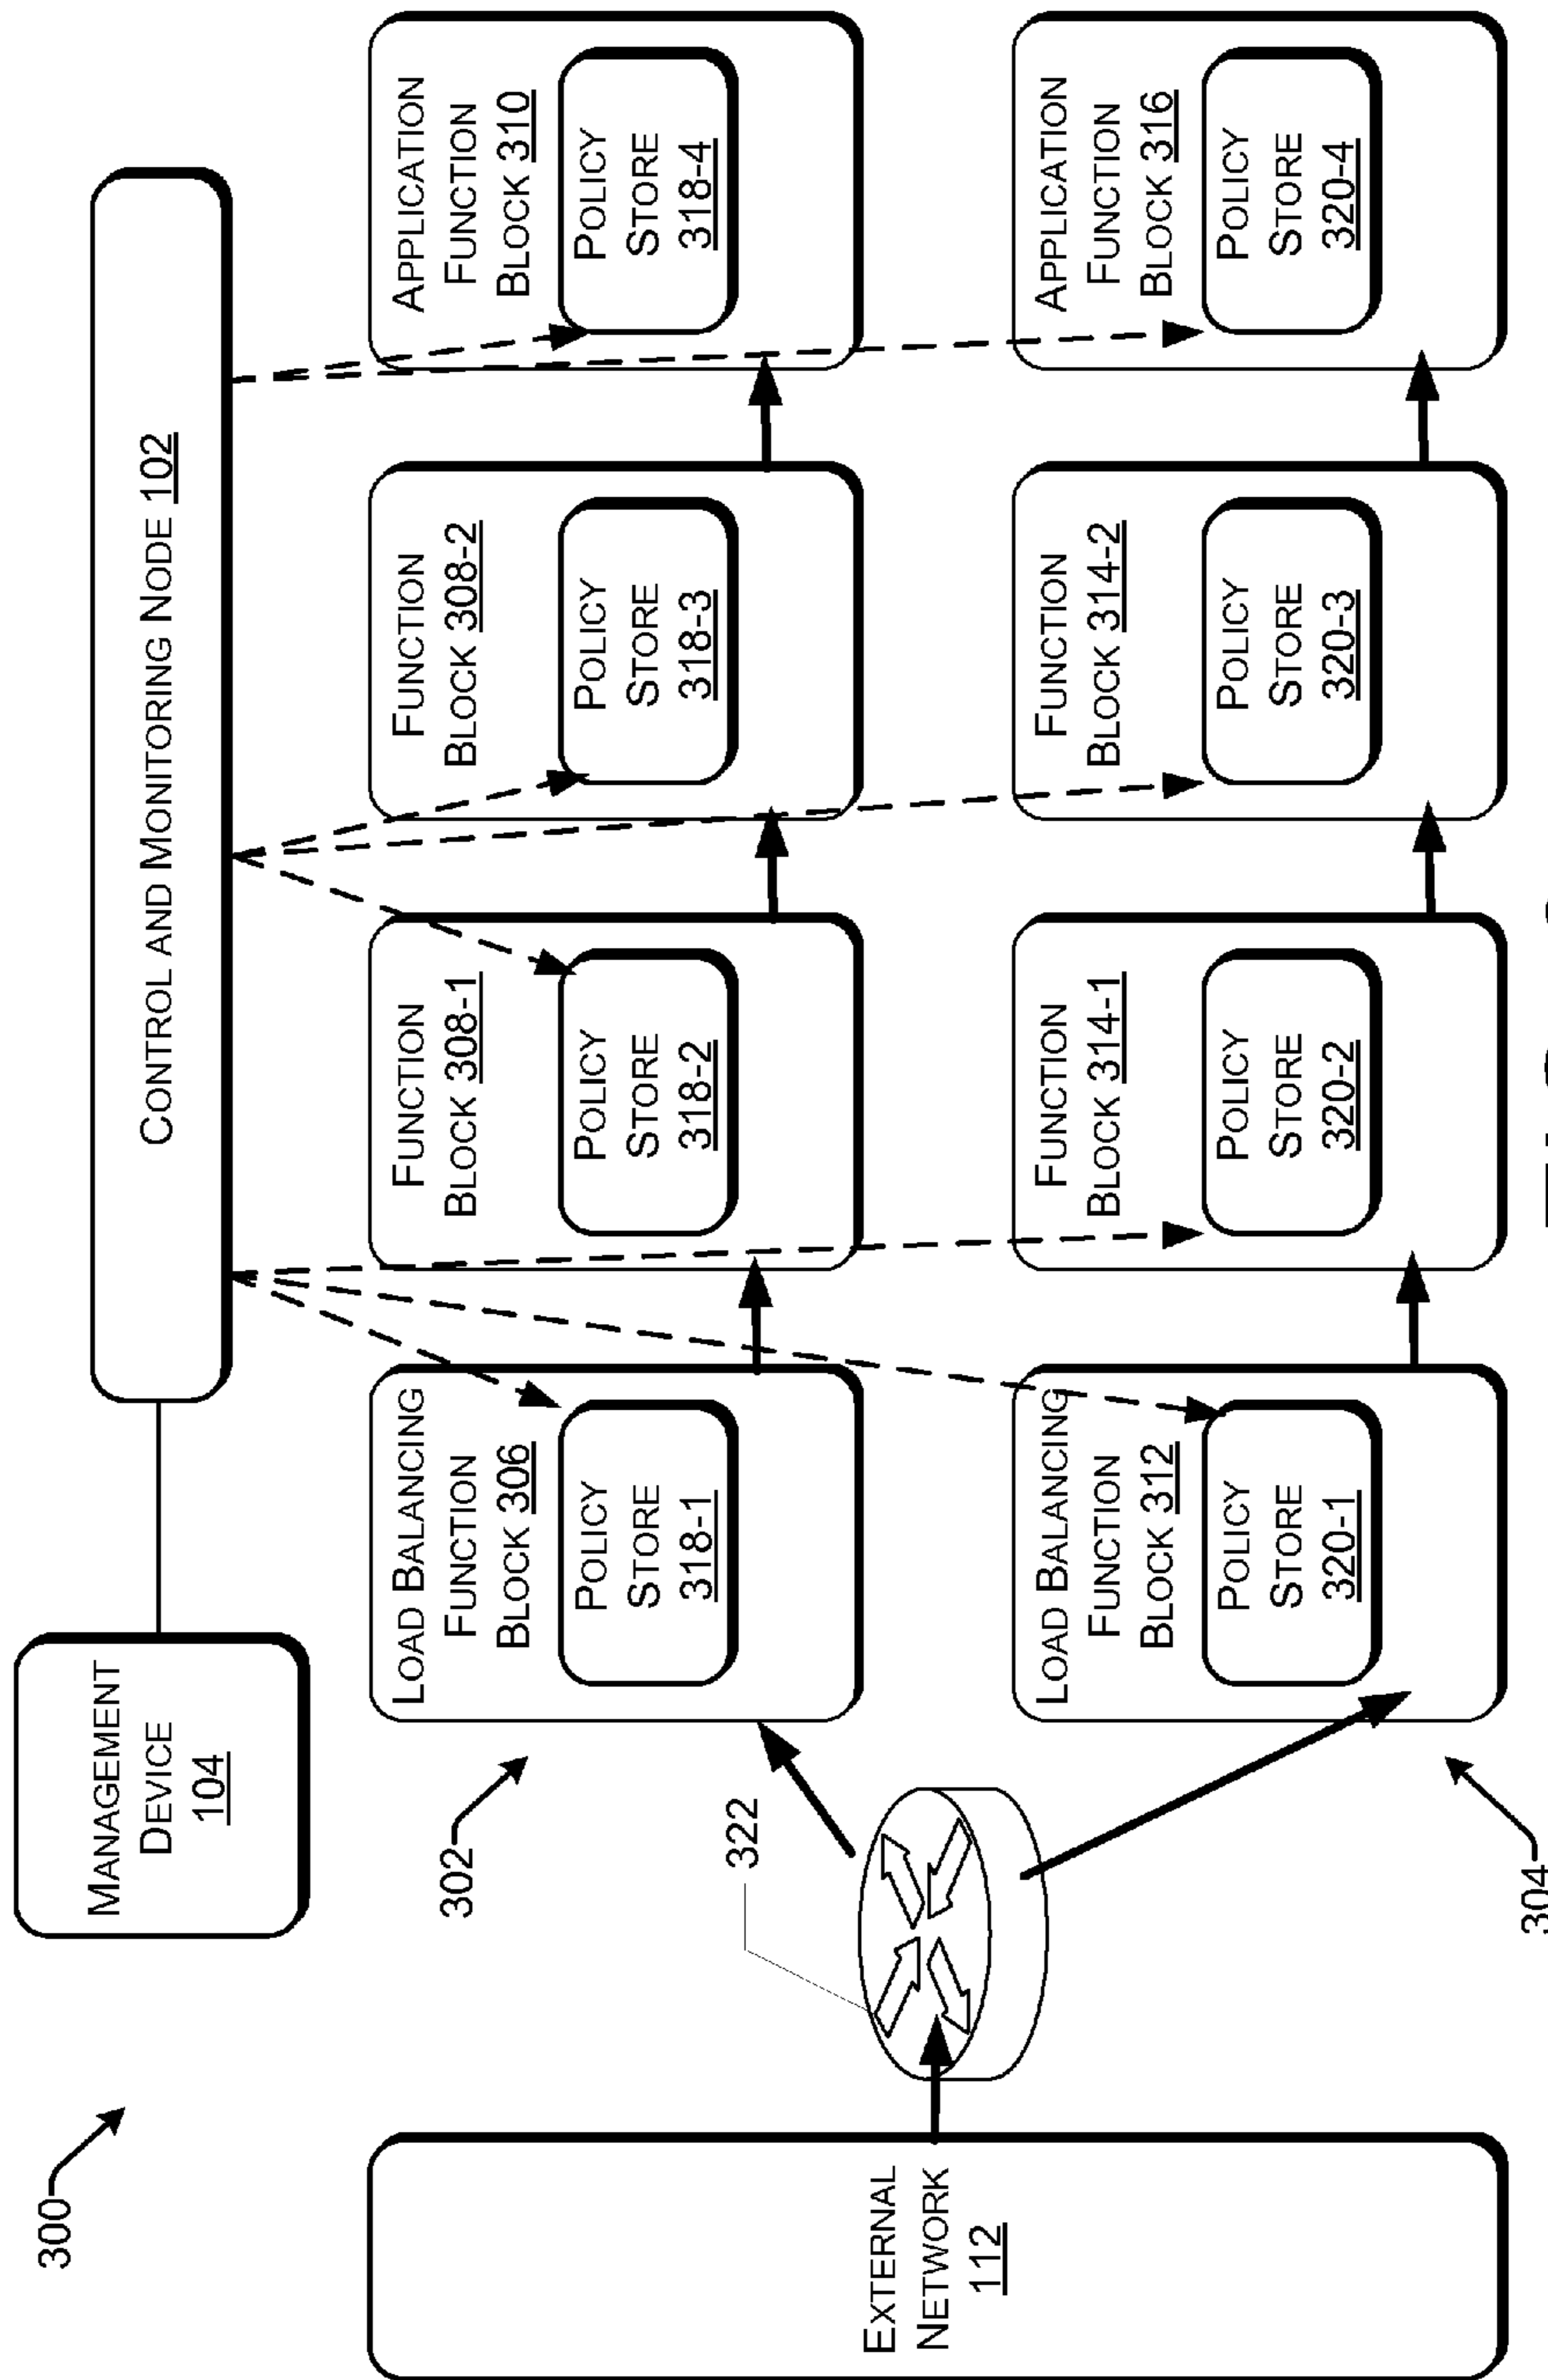 300
MANAGEMENT
DEVICE
104
CONTROL AND MONITORING NODE 102
302
322
304
EXTERNAL
NETWORK
112
LOAD BALANCING
FUNCTION
BLOCK 306
POLICY
STORE
318-1
FUNCTION
BLOCK 308-1
POLICY
STORE
318-2
FUNCTION
BLOCK 308-2
POLICY
STORE
318-3
APPLICATION
FUNCTION
BLOCK 310
POLICY
STORE
318-4
LOAD BALANCING
FUNCTION
BLOCK 312
POLICY
STORE
320-1
FUNCTION
BLOCK 314-1
POLICY
STORE
320-2
FUNCTION
BLOCK 314-2
POLICY
STORE
320-3
APPLICATION
FUNCTION
BLOCK 316
POLICY
STORE
320-4